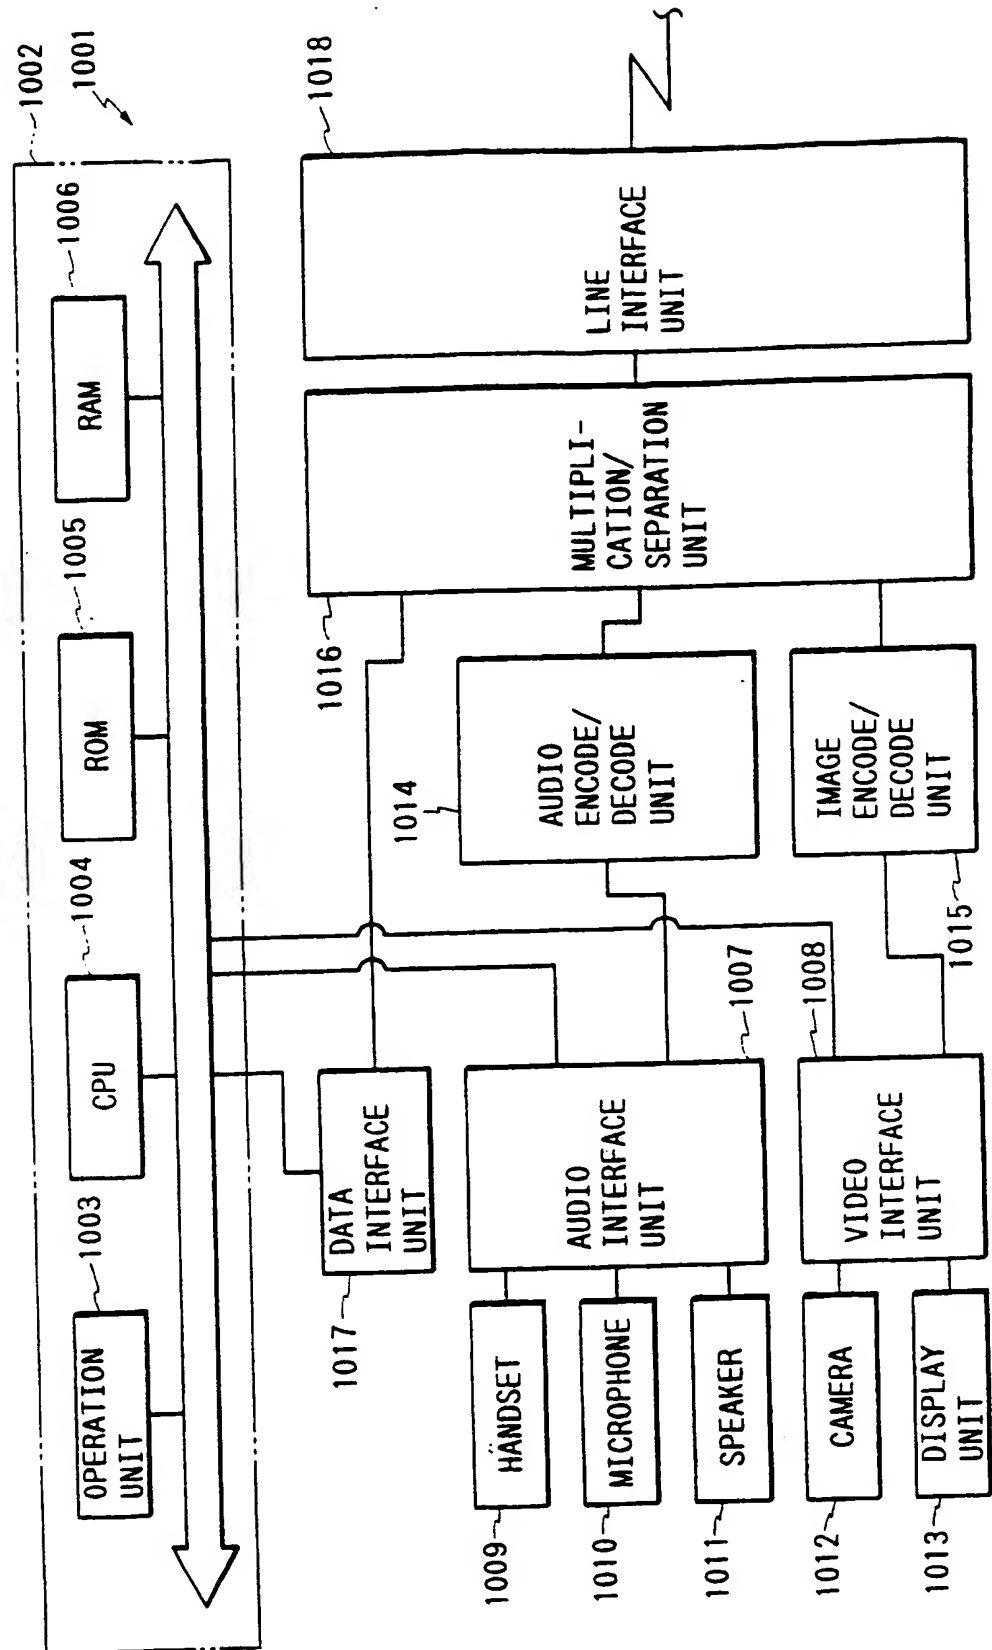 1002
1001
OPERATION
UNIT
1003
CPU
1004
ROM
1005
RAM
1006
1018
DATA
INTERFACE
UNIT
1017
1016
MULTIPLI-
CATION/
SEPARATION
UNIT
LINE
INTERFACE
UNIT
1014
AUDIO
ENCODE/
DECODE
UNIT
1009
HANDSET
1010
MICROPHONE
1011
SPEAKER
AUDIO
INTERFACE
UNIT
1007
1008
IMAGE
ENCODE/
DECODE
UNIT
1015
1012
CAMERA
1013
DISPLAY
UNIT
VIDEO
INTERFACE
UNIT